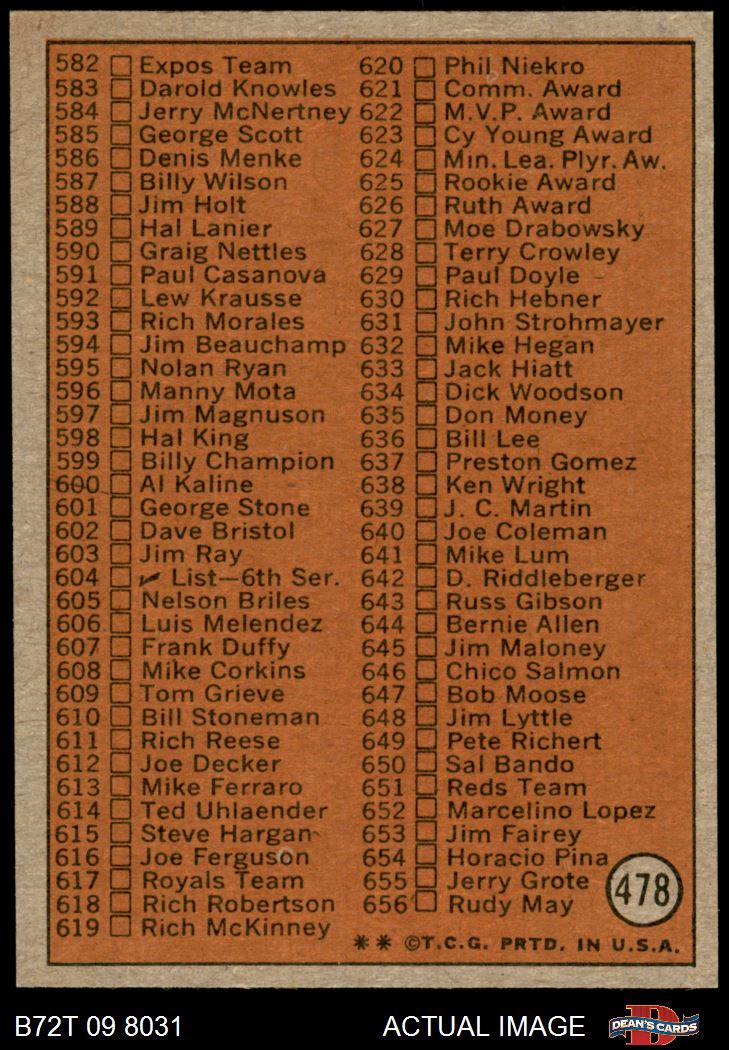 582 Expos Team
583 Darold Knowles
584 Jerry McNertney
585 George Scott
586 Denis Menke
587 Billy Wilson
588 Jim Holt
589 Hal Lanier
590 Graig Nettles
591 Paul Casanova
592 Lew Krausse
593 Rich Morales
594 Jim Beauchamp
595 Nolan Ryan
596 Manny Mota
597 Jim Magnuson
598 Hal King
599 Billy Champion
600 Al Kaline
601 George Stone
602 Dave Bristol
603 Jim Ray
604 ✓ List—6th Ser.
605 Nelson Briles
606 Luis Melendez
607 Frank Duffy
608 Mike Corkins
609 Tom Grieve
610 Bill Stoneman
611 Rich Reese
612 Joe Decker
613 Mike Ferraro
614 Ted Uhlaender
615 Steve Hargan
616 Joe Ferguson
617 Royals Team
618 Rich Robertson
619 Rich McKinney
620 Phil Niekro
621 Comm. Award
622 M.V.P. Award
623 Cy Young Award
624 Min. Lea. Plyr. Aw.
625 Rookie Award
626 Ruth Award
627 Moe Drabowsky
628 Terry Crowley
629 Paul Doyle
630 Rich Hebner
631 John Strohmayer
632 Mike Hegan
633 Jack Hiatt
634 Dick Woodson
635 Don Money
636 Bill Lee
637 Preston Gomez
638 Ken Wright
639 J. C. Martin
640 Joe Coleman
641 Mike Lum
642 D. Riddleberger
643 Russ Gibson
644 Bernie Allen
645 Jim Maloney
646 Chico Salmon
647 Bob Moose
648 Jim Lyttle
649 Pete Richert
650 Sal Bando
651 Reds Team
652 Marcelino Lopez
653 Jim Fairey
654 Horacio Pina
655 Jerry Grote
656 Rudy May
478
** ©T.C.G. PRTD. IN U.S.A.
B72T 09 8031 ACTUAL IMAGE
D
DEAN'S CARDS